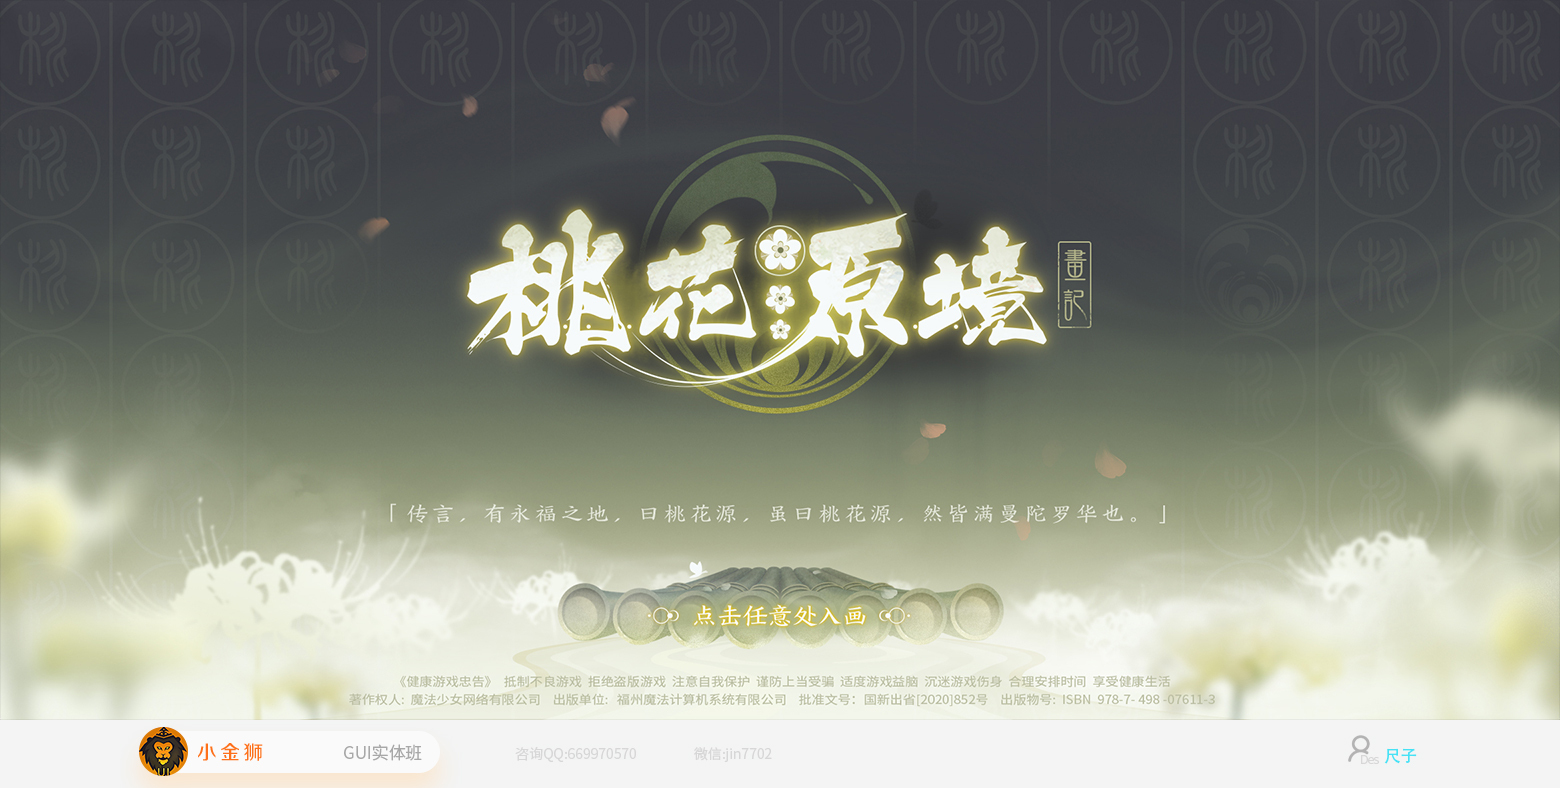 桃花原境
畫記
「传言，有永福之地，曰桃花源，虽曰桃花源，然皆满曼陀罗华也。」
点击任意处入画
《健康游戏忠告》 抵制不良游戏 拒绝盗版游戏 注意自我保护 谨防上当受骗 适度游戏益脑 沉迷游戏伤身 合理安排时间 享受健康生活
著作权人: 魔法少女网络有限公司 出版单位: 福州魔法计算机系统有限公司 批准文号: 国新出省[2020]852号 出版物号: ISBN 978-7- 498 -07611-3
小金狮 GUI实体班 咨询QQ:669970570 微信:jin7702 Des 尺子